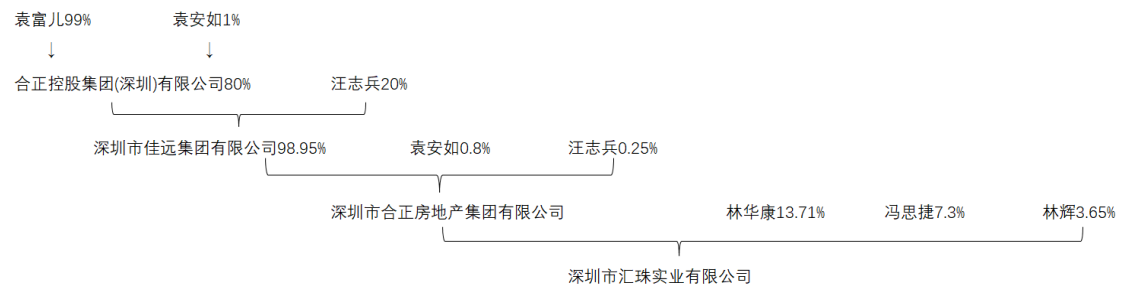 袁富儿99% 袁安如1%
↓ ↓
合正控股集团(深圳)有限公司80% 汪志兵20%
深圳市佳远集团有限公司98.95% 袁安如0.8% 汪志兵0.25%
深圳市合正房地产集团有限公司 林华康13.71% 冯思捷7.3% 林辉3.65%
深圳市汇珠实业有限公司